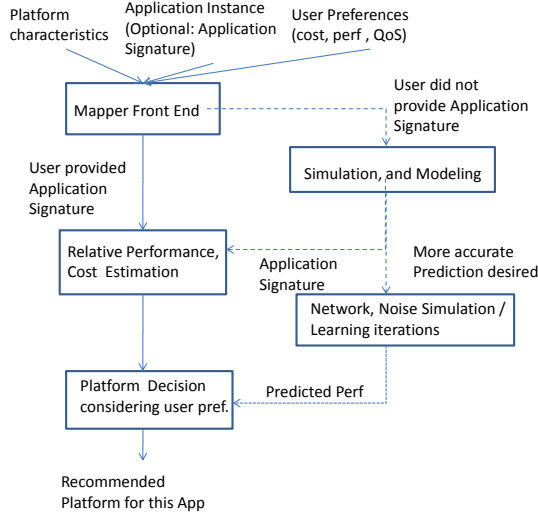 Platform
characteristics
Application Instance
(Optional: Application
Signature)
User Preferences
(cost, perf , QoS)
Mapper Front End
User did not
provide Application
Signature
User provided
Application
Signature
Simulation, and Modeling
Relative Performance,
Cost Estimation
Application
Signature
More accurate
Prediction desired
Network, Noise Simulation /
Learning iterations
Platform Decision
considering user pref.
Predicted Perf
Recommended
Platform for this App